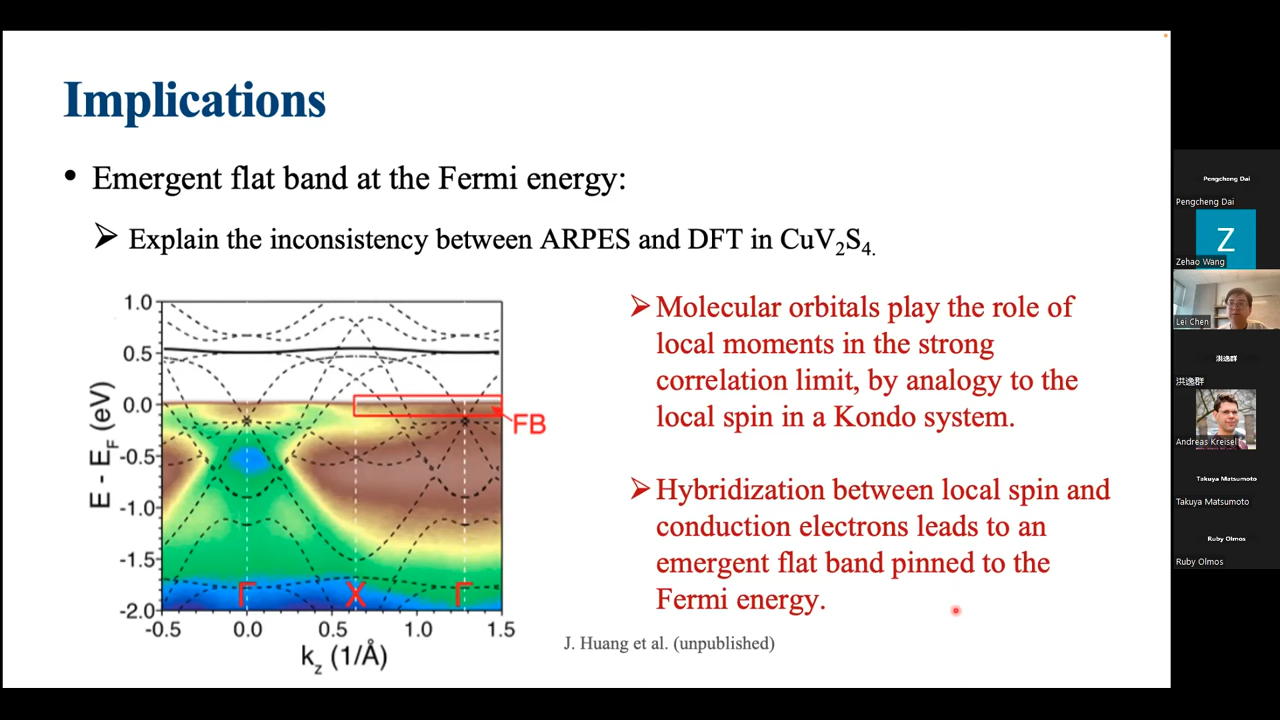 Implications
• Emergent flat band at the Fermi energy:
➢ Explain the inconsistency between ARPES and DFT in CuV₂S₄.
1.0
0.5
0.0
-0.5
-1.0
-1.5
-2.0
E - E_F (eV)
FB
Γ X Γ
-0.5 0.0 0.5 1.0 1.5
k_z (1/Å)
➢ Molecular orbitals play the role of
local moments in the strong
correlation limit, by analogy to the
local spin in a Kondo system.
➢ Hybridization between local spin and
conduction electrons leads to an
emergent flat band pinned to the
Fermi energy.
J. Huang et al. (unpublished)
Pengcheng Dai
Pengcheng Dai
Z
Zehao Wang
Lei Chen
洪逸群
洪逸群
Andreas Kreisel
Takuya Matsumoto
Takuya Matsumoto
Ruby Olmos
Ruby Olmos